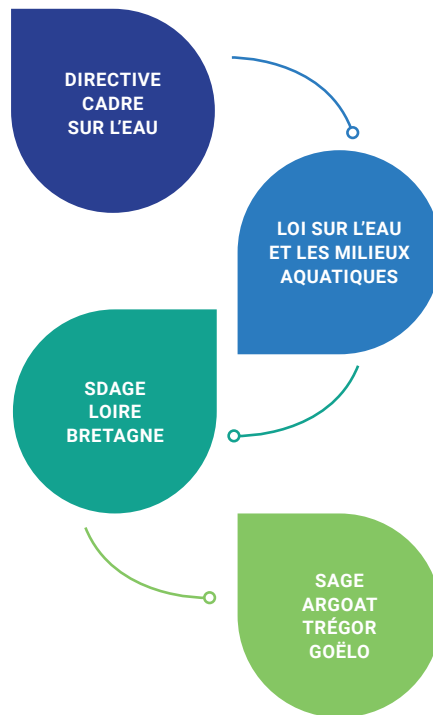 DIRECTIVE
CADRE
SUR L'EAU
LOI SUR L'EAU
ET LES MILIEUX
AQUATIQUES
SDAGE
LOIRE
BRETAGNE
SAGE
ARGOAT
TRÉGOR
GOËLO